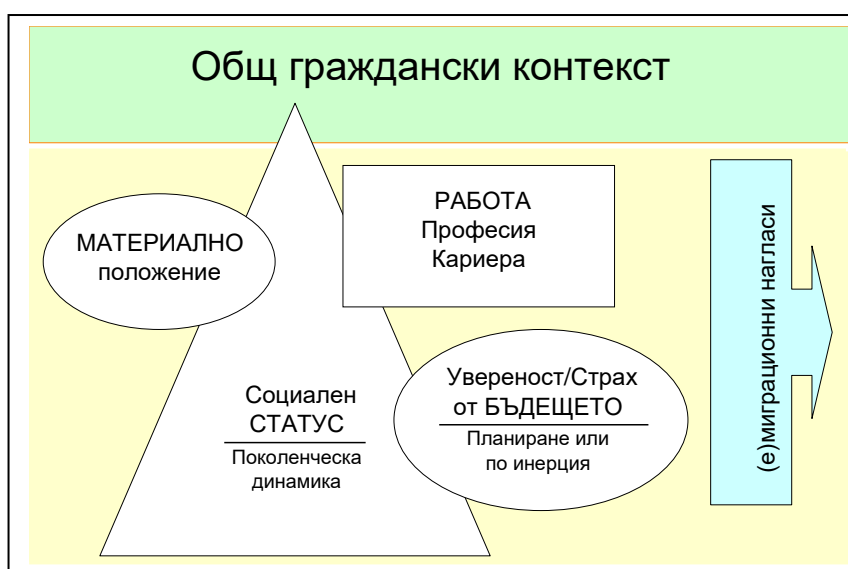 Общ граждански контекст
МАТЕРИАЛНО
положение
РАБОТА
Професия
Кариера
Социален
СТАТУС
Поколенческа
динамика
Увереност/Страх
от БЪДЕЩЕТО
Планиране или
по инерция
(е)миграционни нагласи